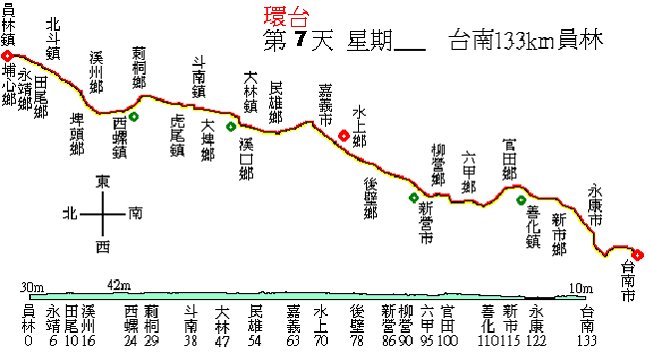 環台
第 7 天 星期___ 台南133km員林
員林鎮
埔心鄉
永靖鄉
田尾鄉
北斗鎮
埤頭鄉
溪州鄉
西螺鎮
莿桐鄉
虎尾鎮
斗南鎮
大埤鄉
大林鎮
溪口鄉
民雄鄉
嘉義市
水上鄉
後壁鄉
新營市
柳營鄉
六甲鄉
官田鄉
善化鎮
新市鄉
永康市
台南市
東
北 南
西
30m 42m 10m
員林 永靖 田尾 溪州 西螺 莿桐 斗南 大林 民雄 嘉義 水上 後壁 新營 柳營 六甲 官田 善化 新市 永康 台南
0 6 10 16 24 29 38 47 54 63 70 78 86 90 95 100 110 115 122 133